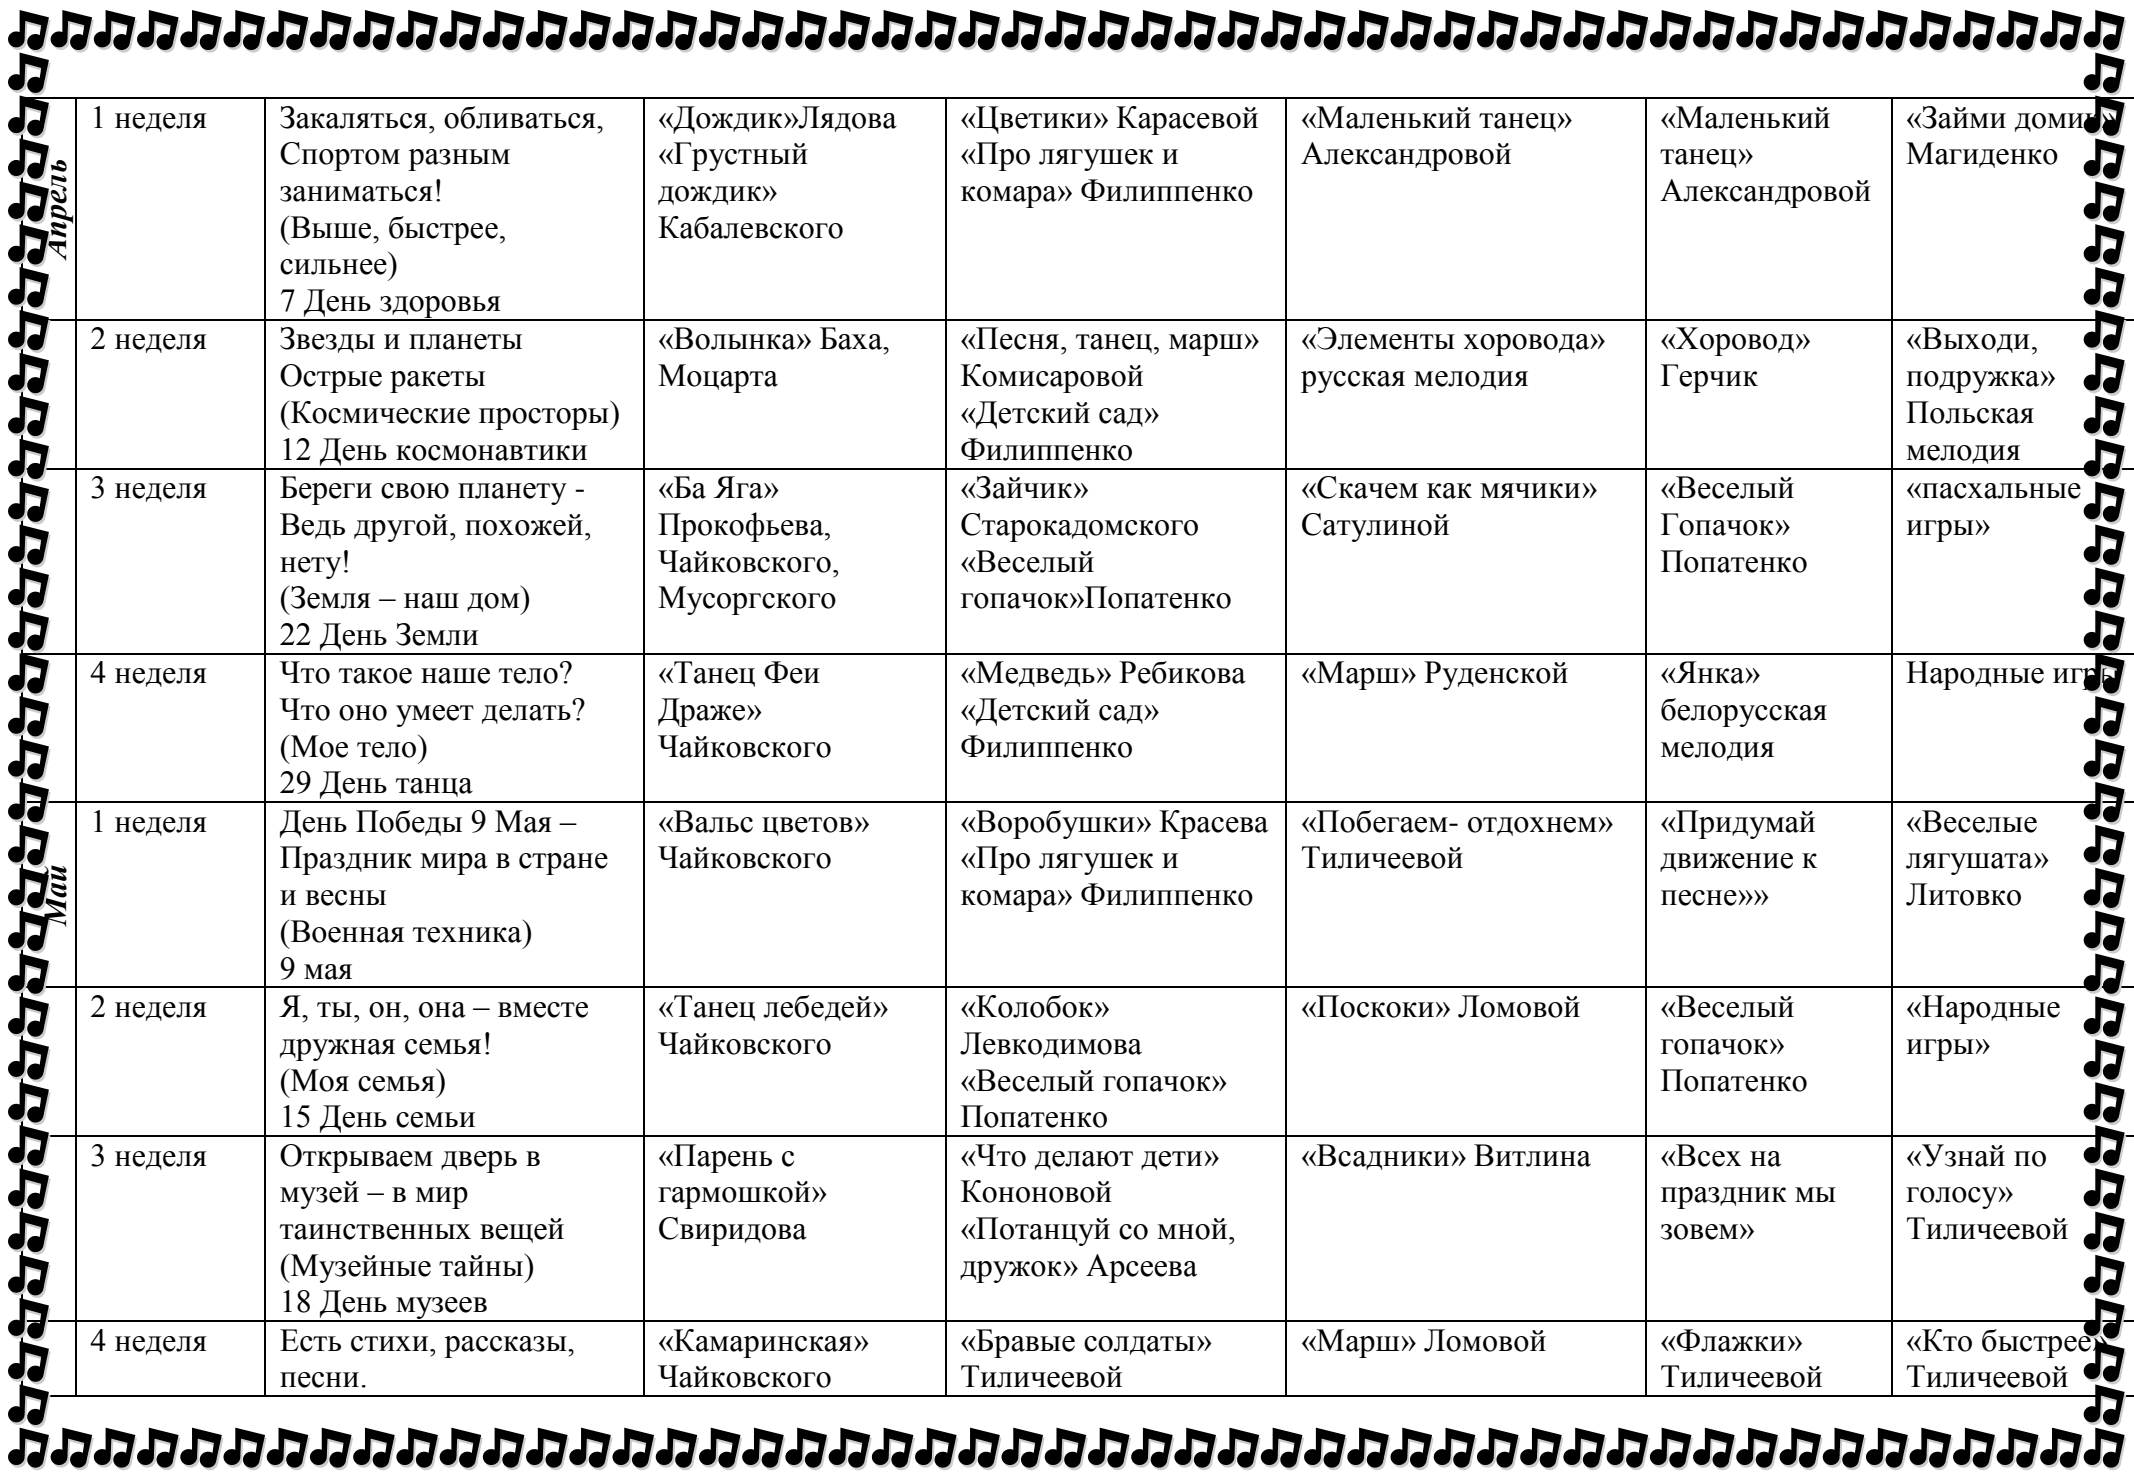 Апрель
1 неделя
Закаляться, обливаться,
Спортом разным
заниматься!
(Выше, быстрее,
сильнее)
7 День здоровья
«Дождик»Лядова
«Грустный
дождик»
Кабалевского
«Цветики» Карасевой
«Про лягушек и
комара» Филиппенко
«Маленький танец»
Александровой
«Маленький
танец»
Александровой
«Займи домик»
Магиденко
2 неделя
Звезды и планеты
Острые ракеты
(Космические просторы)
12 День космонавтики
«Волынка» Баха,
Моцарта
«Песня, танец, марш»
Комисаровой
«Детский сад»
Филиппенко
«Элементы хоровода»
русская мелодия
«Хоровод»
Герчик
«Выходи,
подружка»
Польская
мелодия
3 неделя
Береги свою планету -
Ведь другой, похожей,
нету!
(Земля – наш дом)
22 День Земли
«Ба Яга»
Прокофьева,
Чайковского,
Мусоргского
«Зайчик»
Старокадомского
«Веселый
гопачок»Попатенко
«Скачем как мячики»
Сатулиной
«Веселый
Гопачок»
Попатенко
«пасхальные
игры»
4 неделя
Что такое наше тело?
Что оно умеет делать?
(Мое тело)
29 День танца
«Танец Феи
Драже»
Чайковского
«Медведь» Ребикова
«Детский сад»
Филиппенко
«Марш» Руденской
«Янка»
белорусская
мелодия
Народные игры
Май
1 неделя
День Победы 9 Мая –
Праздник мира в стране
и весны
(Военная техника)
9 мая
«Вальс цветов»
Чайковского
«Воробушки» Красева
«Про лягушек и
комара» Филиппенко
«Побегаем- отдохнем»
Тиличеевой
«Придумай
движение к
песне»»
«Веселые
лягушата»
Литовко
2 неделя
Я, ты, он, она – вместе
дружная семья!
(Моя семья)
15 День семьи
«Танец лебедей»
Чайковского
«Колобок»
Левкодимова
«Веселый гопачок»
Попатенко
«Поскоки» Ломовой
«Веселый
гопачок»
Попатенко
«Народные
игры»
3 неделя
Открываем дверь в
музей – в мир
таинственных вещей
(Музейные тайны)
18 День музеев
«Парень с
гармошкой»
Свиридова
«Что делают дети»
Кононовой
«Потанцуй со мной,
дружок» Арсеева
«Всадники» Витлина
«Всех на
праздник мы
зовем»
«Узнай по
голосу»
Тиличеевой
4 неделя
Есть стихи, рассказы,
песни.
«Камаринская»
Чайковского
«Бравые солдаты»
Тиличеевой
«Марш» Ломовой
«Флажки»
Тиличеевой
«Кто быстрее»
Тиличеевой